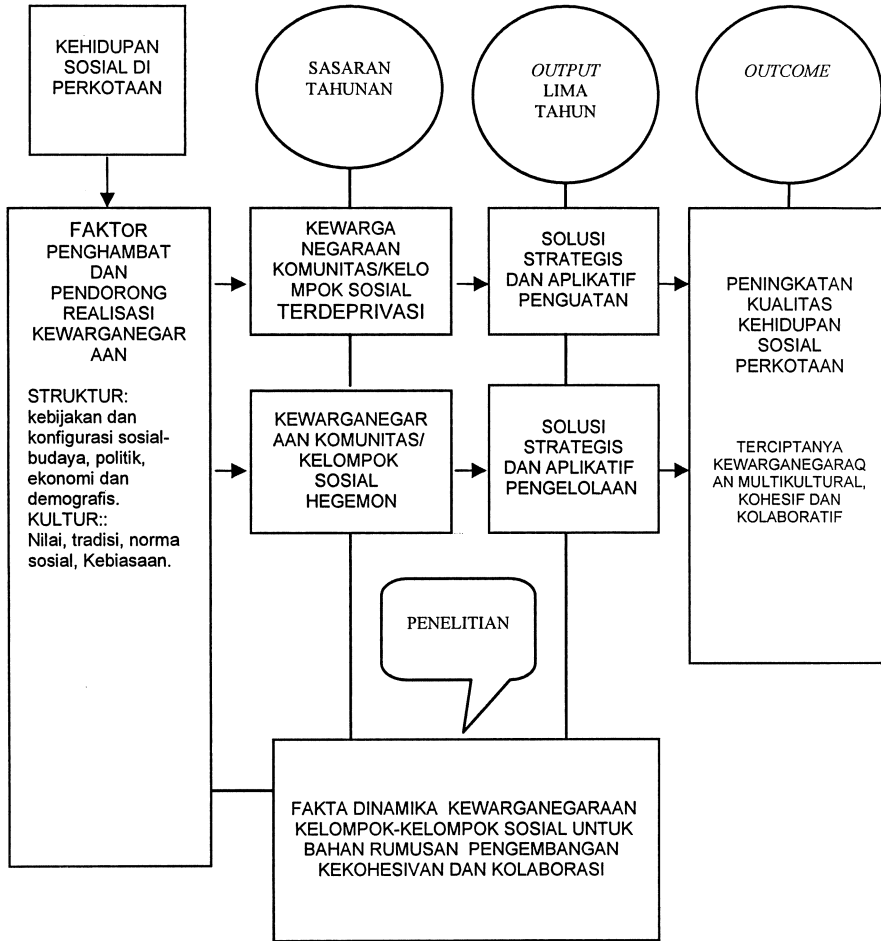 KEHIDUPAN
SOSIAL DI
PERKOTAAN
SASARAN
TAHUNAN
OUTPUT
LIMA
TAHUN
OUTCOME
FAKTOR
PENGHAMBAT
DAN
PENDORONG
REALISASI
KEWARGANEGAR
AAN
STRUKTUR:
kebijakan dan
konfigurasi sosial-
budaya, politik,
ekonomi dan
demografis.
KULTUR::
Nilai, tradisi, norma
sosial, Kebiasaan.
KEWARGA
NEGARAAN
KOMUNITAS/KELO
MPOK SOSIAL
TERDEPRIVASI
SOLUSI
STRATEGIS
DAN APLIKATIF
PENGUATAN
KEWARGANEGAR
AAN KOMUNITAS/
KELOMPOK
SOSIAL
HEGEMON
SOLUSI
STRATEGIS
DAN APLIKATIF
PENGELOLAAN
PENINGKATAN
KUALITAS
KEHIDUPAN
SOSIAL
PERKOTAAN
TERCIPTANYA
KEWARGANEGARAQ
AN MULTIKULTURAL,
KOHESIF DAN
KOLABORATIF
PENELITIAN
FAKTA DINAMIKA KEWARGANEGARAAN
KELOMPOK-KELOMPOK SOSIAL UNTUK
BAHAN RUMUSAN PENGEMBANGAN
KEKOHESIVAN DAN KOLABORASI